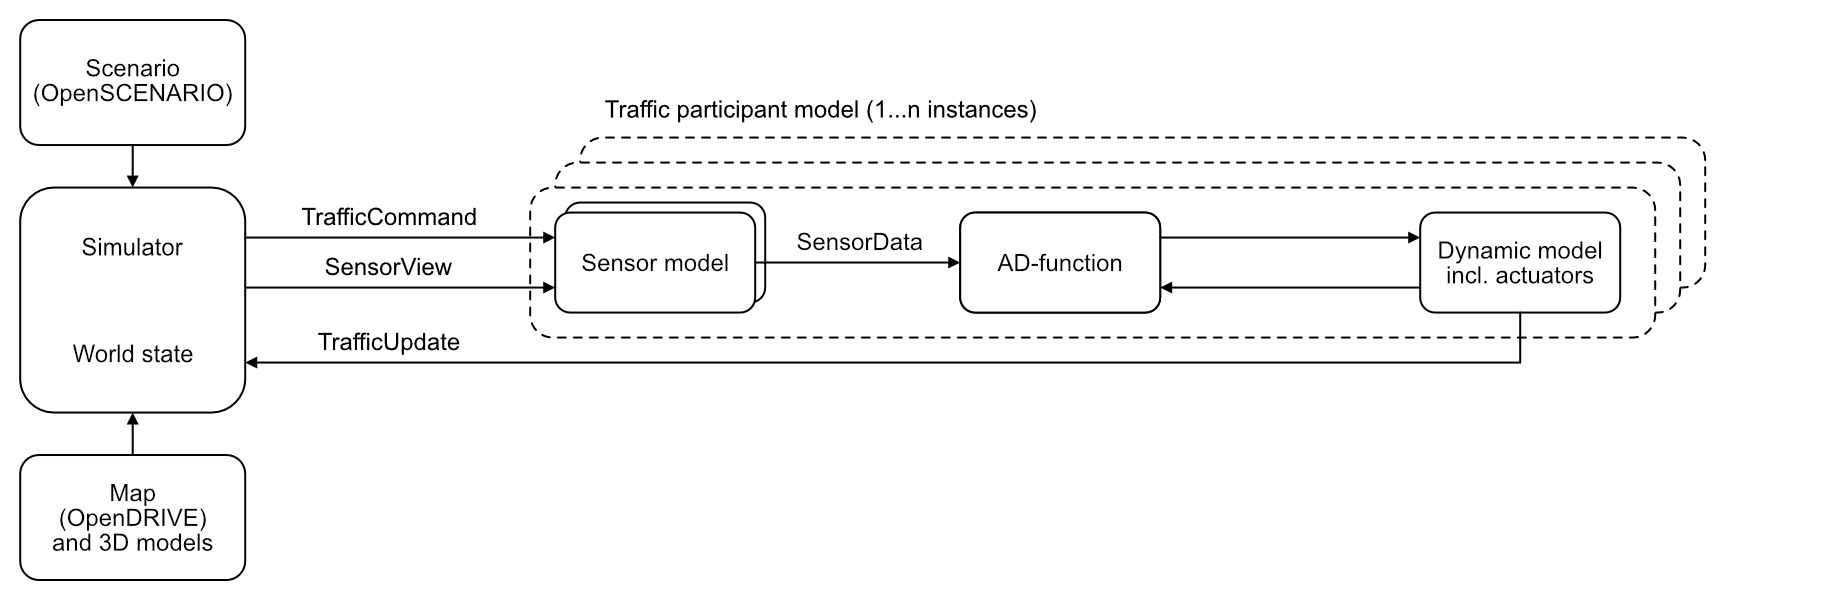 Scenario
(OpenSCENARIO)
Traffic participant model (1...n instances)
TrafficCommand
Simulator
SensorView
World state
TrafficUpdate
Sensor model
SensorData
AD-function
Dynamic model
incl. actuators
Map
(OpenDRIVE)
and 3D models